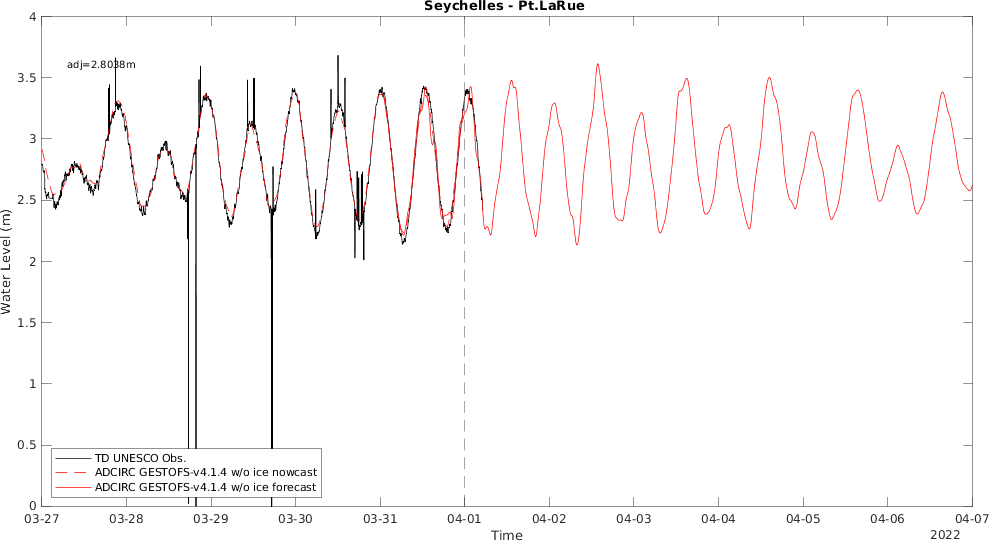 Seychelles - Pt.LaRue
adj=2.8038m
Water Level (m)
4
3.5
3
2.5
2
1.5
1
0.5
0
TD UNESCO Obs.
ADCIRC GESTOFS-v4.1.4 w/o ice nowcast
ADCIRC GESTOFS-v4.1.4 w/o ice forecast
03-27 03-28 03-29 03-30 03-31 04-01 04-02 04-03 04-04 04-05 04-06 04-07
Time
2022